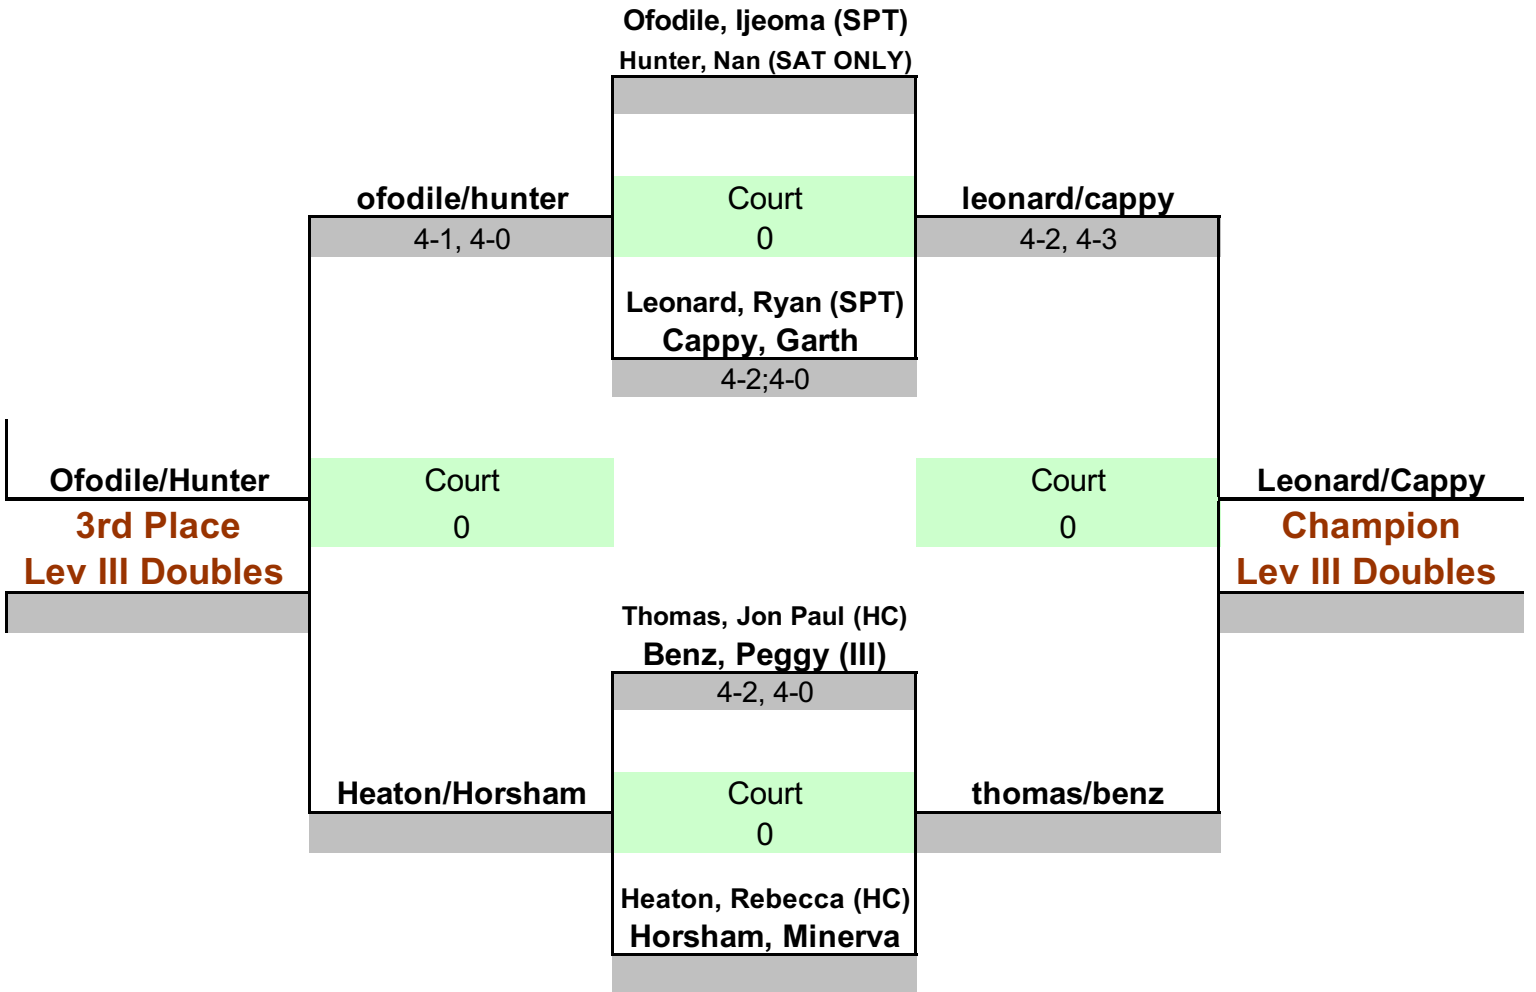 Ofodile, Ijeoma (SPT)
Hunter, Nan (SAT ONLY)
ofodile/hunter
Court
leonard/cappy
4-1, 4-0
0
4-2, 4-3
Leonard, Ryan (SPT)
Cappy, Garth
4-2;4-0
Ofodile/Hunter
Court
Court
Leonard/Cappy
3rd Place
0
0
Champion
Lev III Doubles
Lev III Doubles
Thomas, Jon Paul (HC)
Benz, Peggy (III)
4-2, 4-0
Heaton/Horsham
Court
thomas/benz
0
Heaton, Rebecca (HC)
Horsham, Minerva